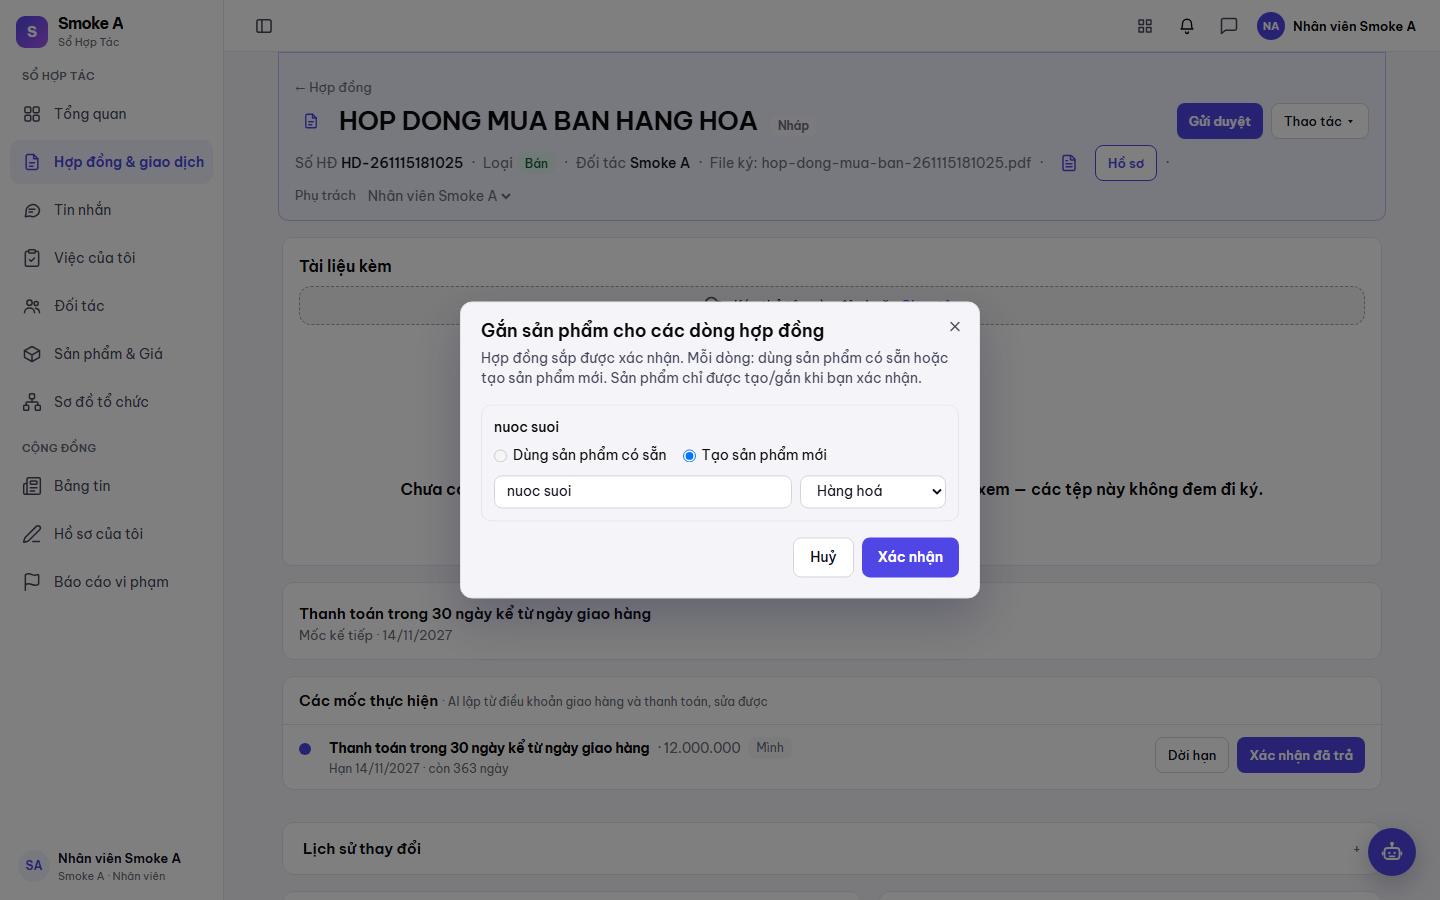 S
Smoke A
Sổ Hợp Tác
SỔ HỢP TÁC
Tổng quan
Hợp đồng & giao dịch
Tin nhắn
Việc của tôi
Đối tác
Sản phẩm & Giá
Sơ đồ tổ chức
CỘNG ĐỒNG
Bảng tin
Hồ sơ của tôi
Báo cáo vi phạm
SA
Nhân viên Smoke A
Smoke A · Nhân viên
NA
Nhân viên Smoke A
← Hợp đồng
HOP DONG MUA BAN HANG HOA
Nháp
Gửi duyệt
Thao tác
Số HĐ HD-261115181025 · Loại Bán · Đối tác Smoke A · File ký: hop-dong-mua-ban-261115181025.pdf · Hồ sơ ·
Phụ trách Nhân viên Smoke A
Tài liệu kèm
Gắn sản phẩm cho các dòng hợp đồng
Hợp đồng sắp được xác nhận. Mỗi dòng: dùng sản phẩm có sẵn hoặc
tạo sản phẩm mới. Sản phẩm chỉ được tạo/gắn khi bạn xác nhận.
nuoc suoi
Dùng sản phẩm có sẵn
Tạo sản phẩm mới
nuoc suoi
Hàng hoá
Huỷ
Xác nhận
Chưa
xem — các tệp này không đem đi ký.
Thanh toán trong 30 ngày kể từ ngày giao hàng
Mốc kế tiếp · 14/11/2027
Các mốc thực hiện · AI lập từ điều khoản giao hàng và thanh toán, sửa được
Thanh toán trong 30 ngày kể từ ngày giao hàng · 12.000.000 Mình
Hạn 14/11/2027 · còn 363 ngày
Dời hạn
Xác nhận đã trả
Lịch sử thay đổi
+